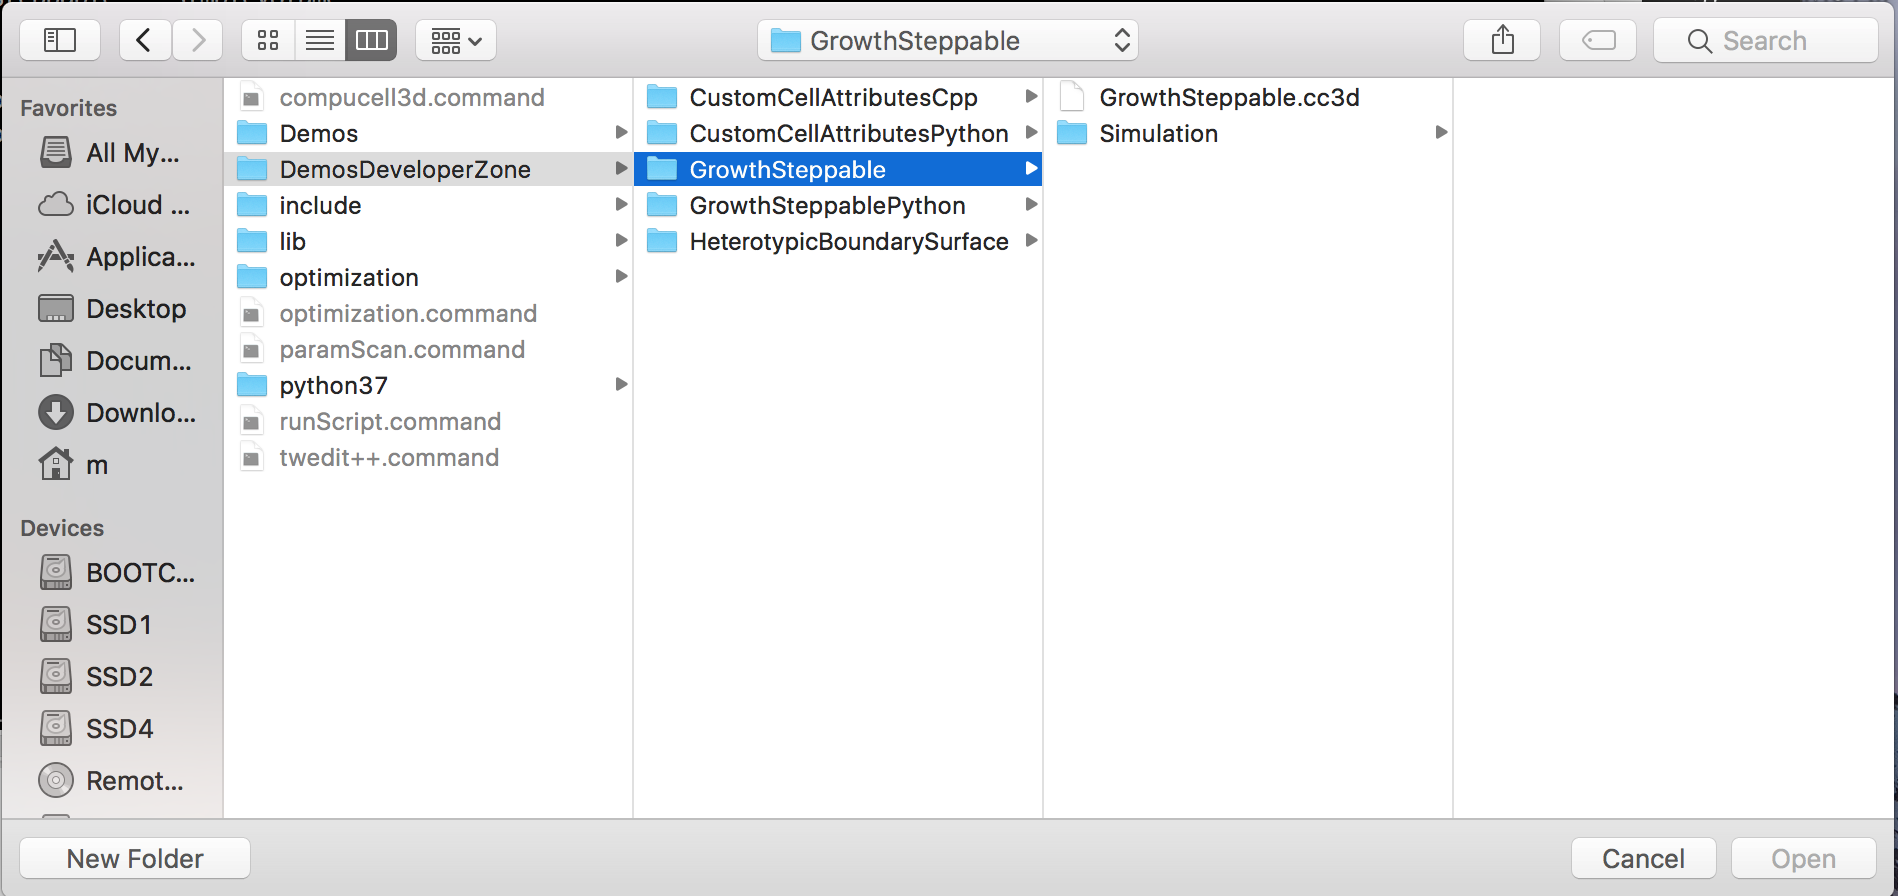 GrowthSteppable
Search
Favorites
All My...
iCloud ...
Applica...
Desktop
Docum...
Downlo...
m
Devices
BOOTC...
SSD1
SSD2
SSD4
Remot...
compucell3d.command
Demos
DemosDeveloperZone
include
lib
optimization
optimization.command
paramScan.command
python37
runScript.command
twedit++.command
CustomCellAttributesCpp
CustomCellAttributesPython
GrowthSteppable
GrowthSteppablePython
HeterotypicBoundarySurface
GrowthSteppable.cc3d
Simulation
New Folder
Cancel
Open